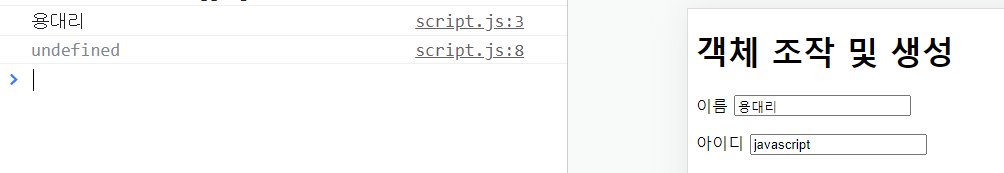 용대리 script.js:3
undefined script.js:8
>
객체 조작 및 생성
이름 용대리
아이디 javascript